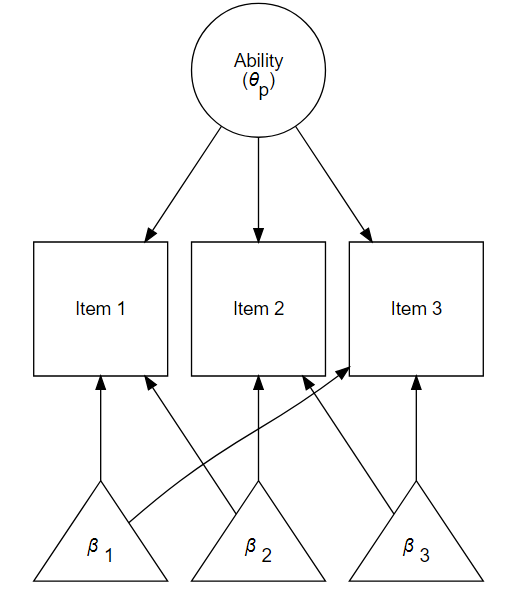 Ability
(θp)
Item 1
Item 2
Item 3
β 1
β 2
β 3